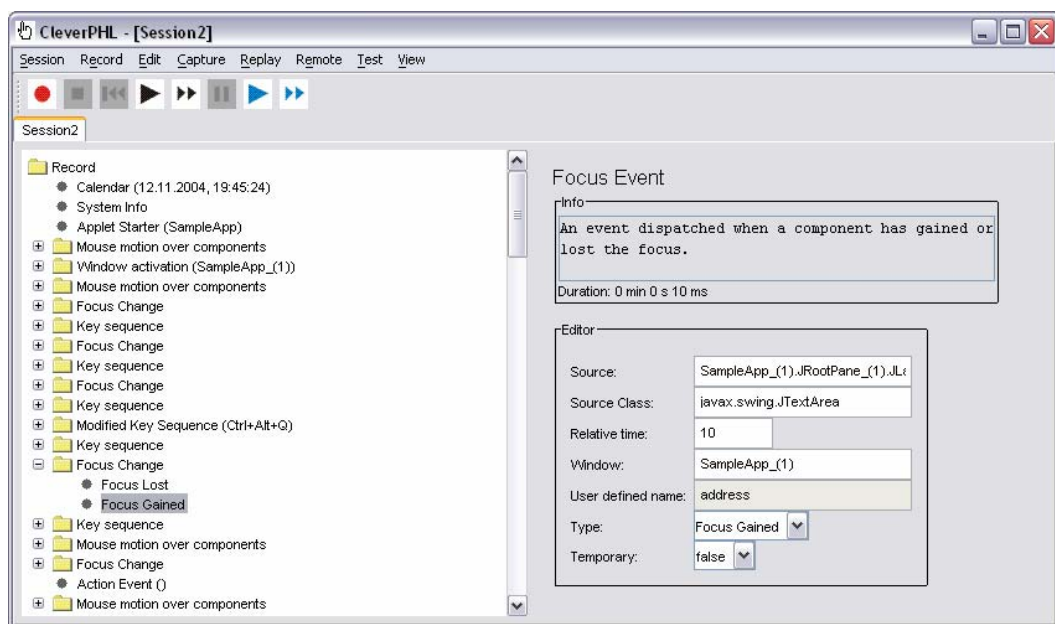 CleverPHL - [Session2]
Session Record Edit Capture Replay Remote Test View
Session2
Record
Calendar (12.11.2004, 19:45:24)
System Info
Applet Starter (SampleApp)
Mouse motion over components
Window activation (SampleApp_(1))
Mouse motion over components
Focus Change
Key sequence
Focus Change
Key sequence
Focus Change
Key sequence
Modified Key Sequence (Ctrl+Alt+Q)
Key sequence
Focus Change
Focus Lost
Focus Gained
Key sequence
Mouse motion over components
Focus Change
Action Event ()
Mouse motion over components
Focus Event
Info
An event dispatched when a component has gained or
lost the focus.
Duration: 0 min 0 s 10 ms
Editor
Source: SampleApp_(1).JRootPane_(1).JLa
Source Class: javax.swing.JTextArea
Relative time: 10
Window: SampleApp_(1)
User defined name: address
Type: Focus Gained
Temporary: false